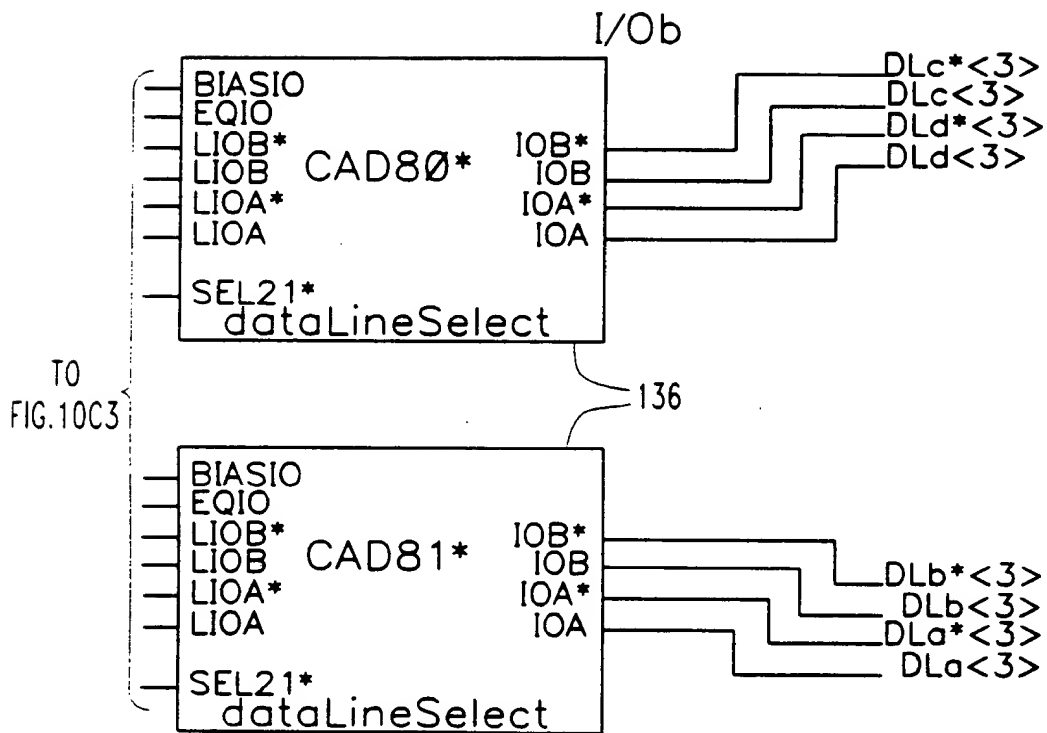 I/Ob
BIASIO
EQIO
LIOB*
LIOB
LIOA*
LIOA
SEL21*
CAD8Ø*
dataLineSelect
IOB*
IOB
IOA*
IOA
DLc*<3>
DLc<3>
DLd*<3>
DLd<3>
TO
FIG.10C3
136
BIASIO
EQIO
LIOB*
LIOB
LIOA*
LIOA
SEL21*
CAD81*
dataLineSelect
IOB*
IOB
IOA*
IOA
DLb*<3>
DLb<3>
DLa*<3>
DLa<3>